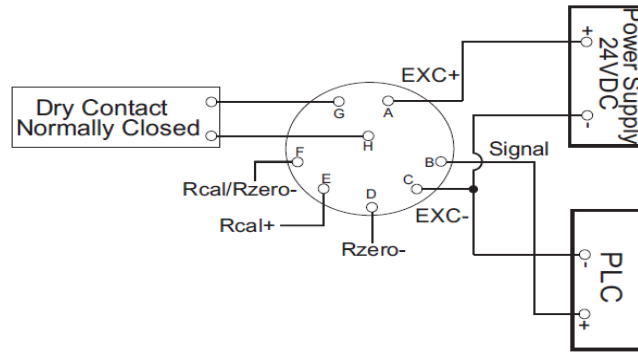 Dry Contact
Normally Closed
G
A
H
F
E
D
B
C
EXC+
Signal
EXC-
Rcal/Rzero-
Rcal+
Rzero-
+
Power Supply
24VDC
-
-
PLC
+